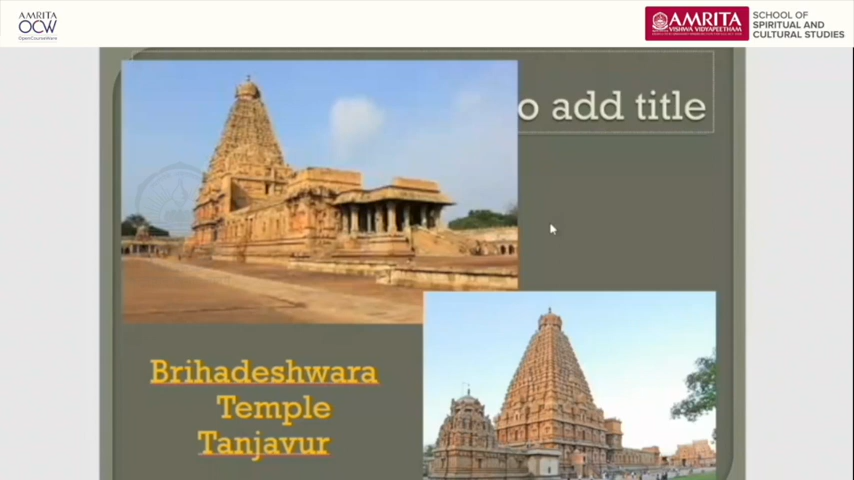 AMRITA
OCW
OpenCourseWare
AMRITA
VISHWA VIDYAPEETHAM
SCHOOL OF
SPIRITUAL AND
CULTURAL STUDIES
o add title
Brihadeshwara
Temple
Tanjavur